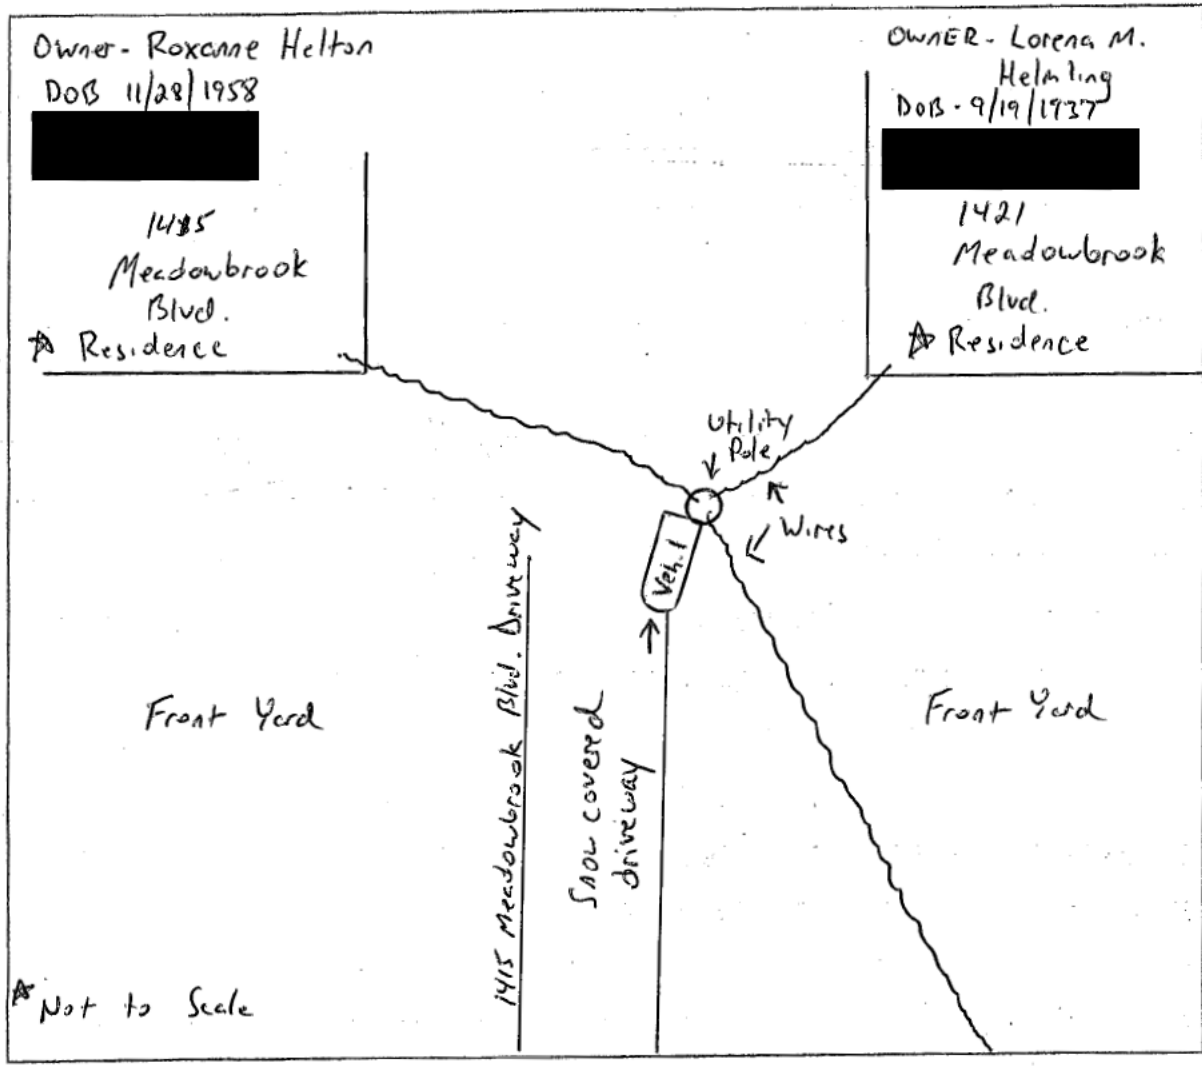 Owner - Roxanne Helton
DOB 11/28/1958
1415
Meadowbrook
Blvd.
☆ Residence
OWNER - Lorena M.
Helmling
DOB - 9/19/1937
1421
Meadowbrook
Blvd.
☆ Residence
Utility
Pole
Wires
Veh. 1
1415 Meadowbrook Blvd. Driveway
Snow covered
driveway
Front Yard
Front Yard
☆ Not to Scale